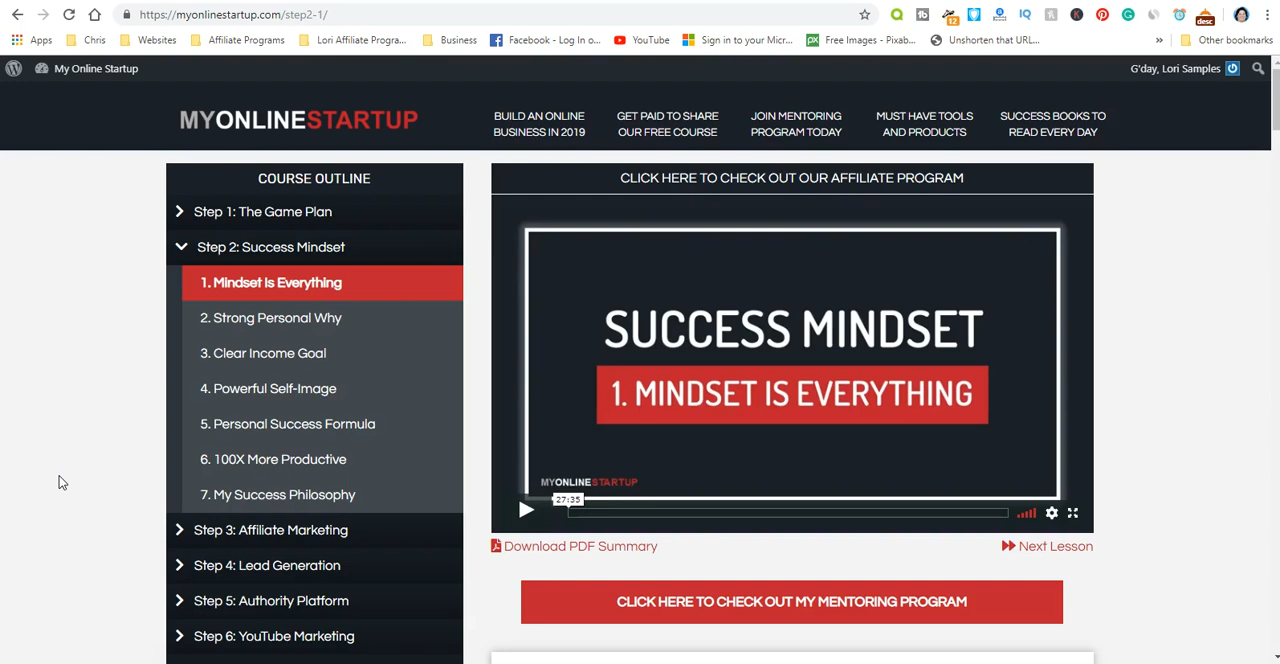 https://myonlinestartup.com/step2-1/
12
desc
Apps
Chris
Websites
Affiliate Programs
Lori Affiliate Progra...
Business
Facebook - Log In o...
YouTube
Sign in to your Micr...
Free Images - Pixab...
Unshorten that URL...
»
Other bookmarks
My Online Startup
G'day, Lori Samples
MYONLINESTARTUP
BUILD AN ONLINE
BUSINESS IN 2019
GET PAID TO SHARE
OUR FREE COURSE
JOIN MENTORING
PROGRAM TODAY
MUST HAVE TOOLS
AND PRODUCTS
SUCCESS BOOKS TO
READ EVERY DAY
COURSE OUTLINE
Step 1: The Game Plan
Step 2: Success Mindset
1. Mindset Is Everything
2. Strong Personal Why
3. Clear Income Goal
4. Powerful Self-Image
5. Personal Success Formula
6. 100X More Productive
7. My Success Philosophy
Step 3: Affiliate Marketing
Step 4: Lead Generation
Step 5: Authority Platform
Step 6: YouTube Marketing
CLICK HERE TO CHECK OUT OUR AFFILIATE PROGRAM
SUCCESS MINDSET
1. MINDSET IS EVERYTHING
MYONLINESTARTUP
27:35
Download PDF Summary
Next Lesson
CLICK HERE TO CHECK OUT MY MENTORING PROGRAM